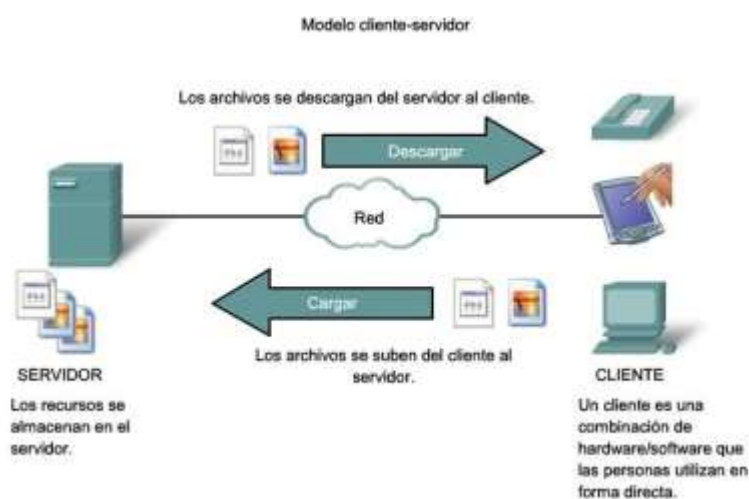 Modelo cliente-servidor
Los archivos se descargan del servidor al cliente.
Descargar
Red
Cargar
Los archivos se suben del cliente al
servidor.
SERVIDOR
Los recursos se
almacenan en el
servidor.
CLIENTE
Un cliente es una
combinación de
hardware/software que
las personas utilizan en
forma directa.